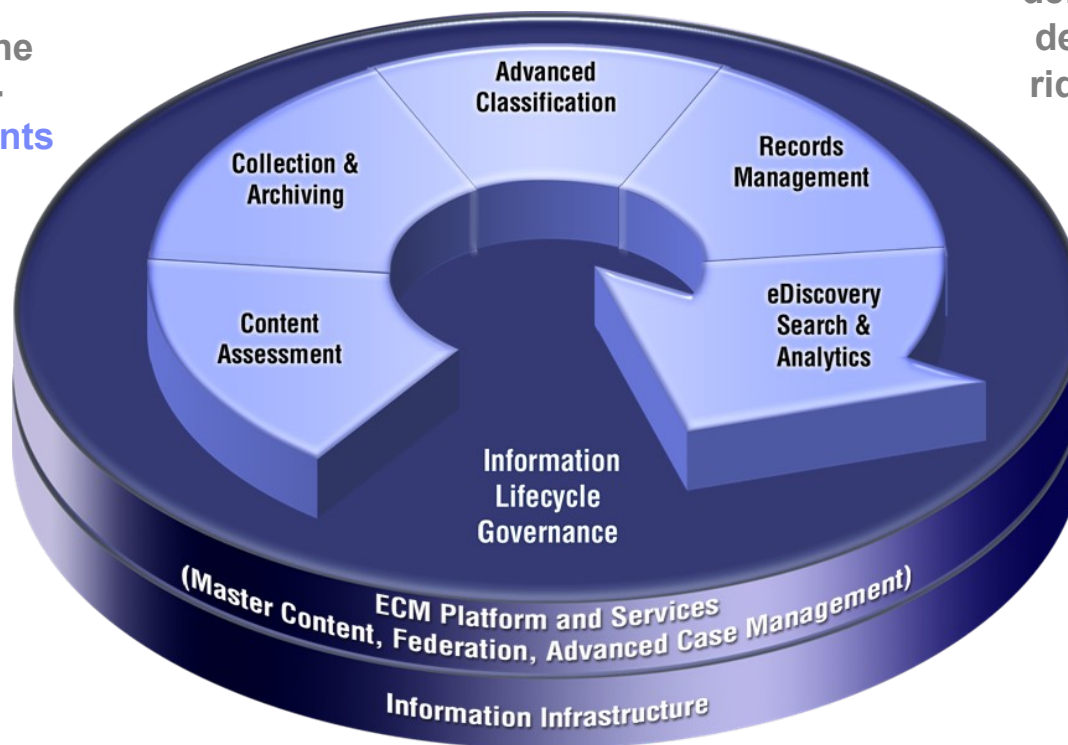 Advanced
Classification
Collection &
Archiving
Records
Management
Content
Assessment
eDiscovery
Search &
Analytics
Information
Lifecycle
Governance
ECM Platform and Services
(Master Content, Federation, Advanced Case Management)
Information Infrastructure